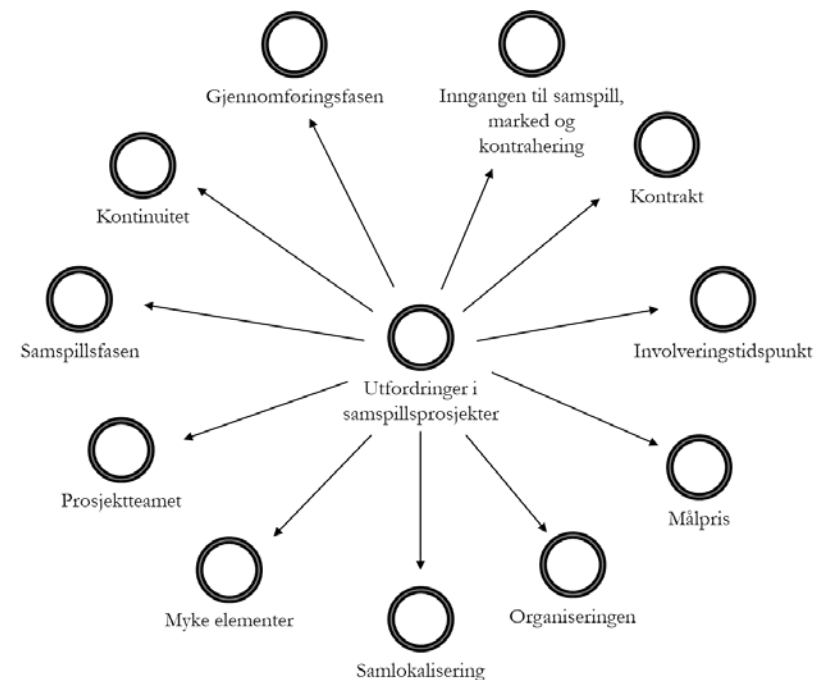 Gjennomføringsfasen
Inngangen til samspill,
marked og
kontrahering
Kontinuitet
Kontrakt
Samspillsfasen
Involveringstidspunkt
Utfordringer i
samspillsprosjekter
Prosjektteamet
Målpris
Myke elementer
Organiseringen
Samlokalisering